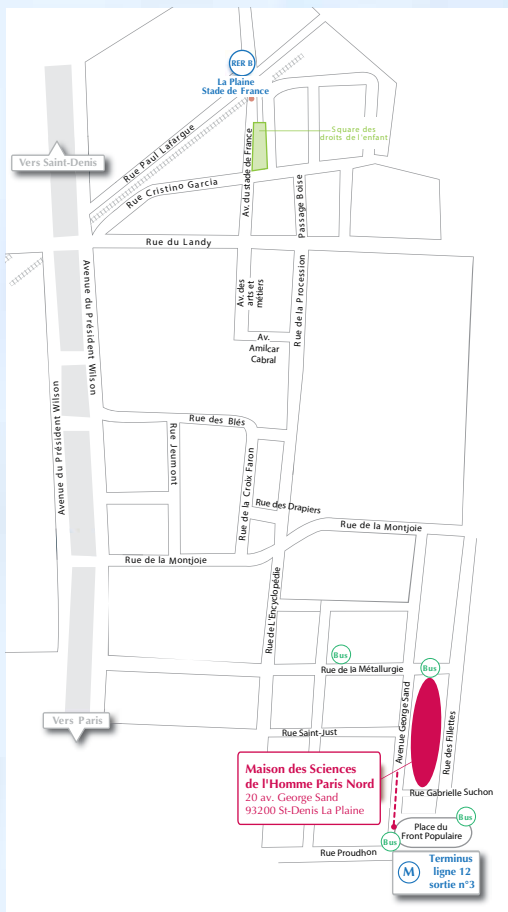 RER B
La Plaine
Stade de France
Square des
droits de l'enfant
Rue Paul Lafargue
Av. du stade de France
Vers Saint-Denis
Rue Cristino Garcia
Passage Boise
Rue du Landy
Avenue du Président Wilson
Av. des
arts et
métiers
Rue de la Procession
Av.
Amilcar
Cabral
Avenue du Président Wilson
Rue des Blés
Rue Jeumont
Rue de la Croix Faron
Rue des Drapiers
Rue de la Montjoie
Rue de la Montjoie
Rue de L'Encyclopédie
Bus
Rue de la Métallurgie
Bus
Avenue George Sand
Rue des Fillettes
Vers Paris
Rue Saint-Just
Maison des Sciences
de l'Homme Paris Nord
20 av. George Sand
93200 St-Denis La Plaine
Rue Gabrielle Suchon
Bus
Place du
Front Populaire
Bus
Rue Proudhon
M
Terminus
ligne 12
sortie n°3